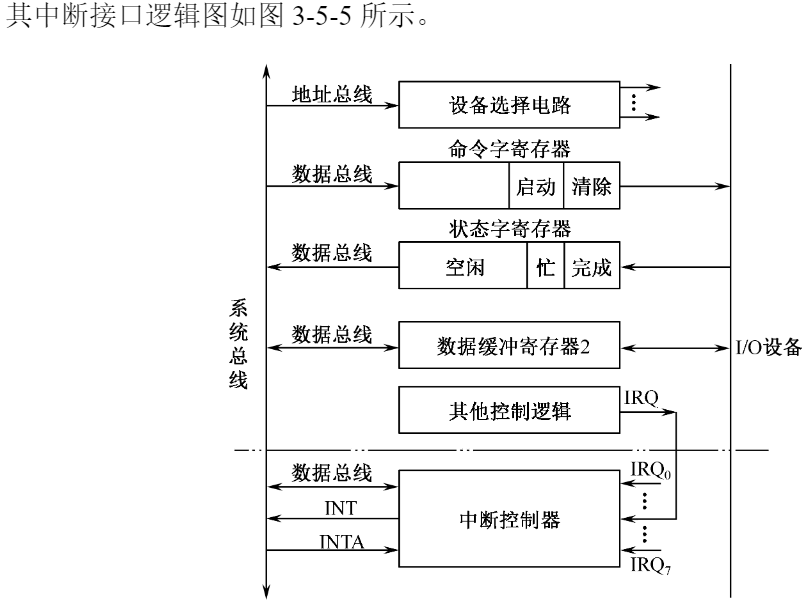 其中断接口逻辑图如图 3-5-5 所示。
地址总线
设备选择电路
命令字寄存器
数据总线
启动 清除
状态字寄存器
数据总线
空闲 忙 完成
系统总线
数据总线
数据缓冲寄存器2
I/O设备
其他控制逻辑
IRQ
数据总线
IRQ₀
INT
中断控制器
INTA
IRQ₇